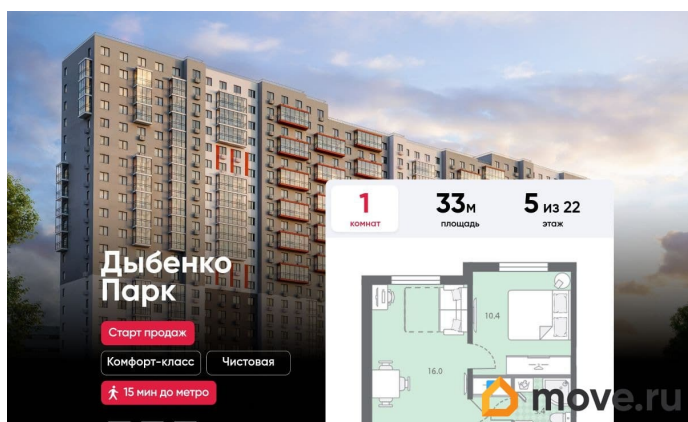 1
комнат
33м
площадь
5 из 22
этаж
Дыбенко
Парк
Старт продаж
Комфорт-класс
Чистовая
15 мин до метро
10.4
16.0
move.ru